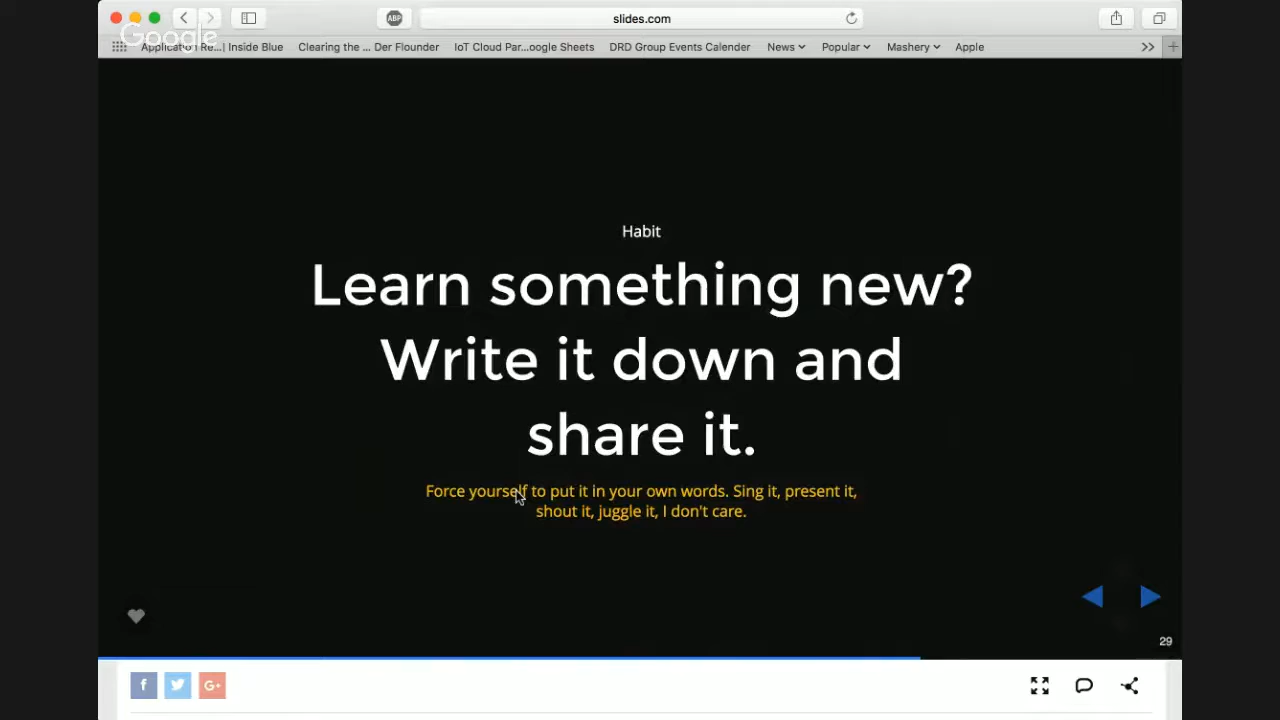 slides.com
Google
Applicatio Re...| Inside Blue Clearing the ... Der Flounder IoT Cloud Par...oogle Sheets DRD Group Events Calendar News Popular Mashery Apple
Habit
Learn something new?
Write it down and
share it.
Force yourself to put it in your own words. Sing it, present it,
shout it, juggle it, I don't care.
29
ABP
f G+